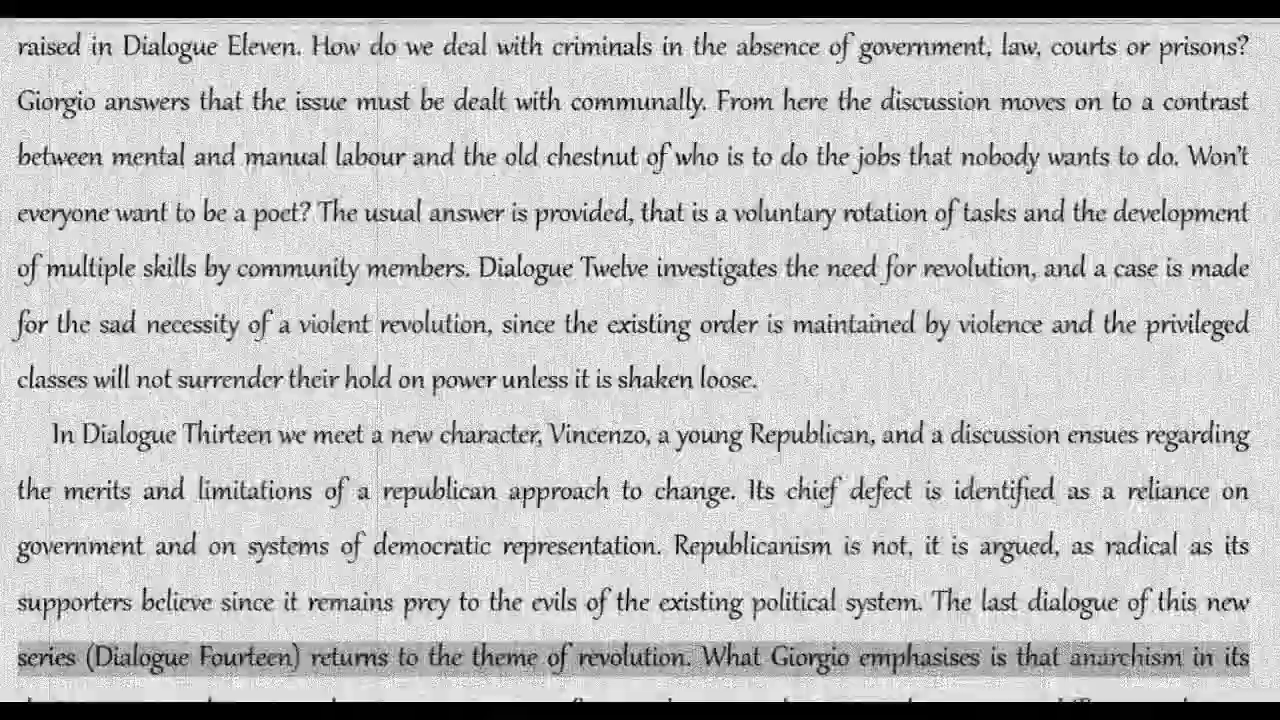 raised in Dialogue Eleven. How do we deal with criminals in the absence of government, law, courts or prisons?
Giorgio answers that the issue must be dealt with communally. From here the discussion moves on to a contrast
between mental and manual labour and the old chestnut of who is to do the jobs that nobody wants to do. Won't
everyone want to be a poet? The usual answer is provided, that is a voluntary rotation of tasks and the development
of multiple skills by community members. Dialogue Twelve investigates the need for revolution, and a case is made
for the sad necessity of a violent revolution, since the existing order is maintained by violence and the privileged
classes will not surrender their hold on power unless it is shaken loose.
In Dialogue Thirteen we meet a new character, Vincenzo, a young Republican, and a discussion ensues regarding
the merits and limitations of a republican approach to change. Its chief defect is identified as a reliance on
government and on systems of democratic representation. Republicanism is not, it is argued, as radical as its
supporters believe since it remains prey to the evils of the existing political system. The last dialogue of this new
series (Dialogue Fourteen) returns to the theme of revolution. What Giorgio emphasises is that anarchism in its